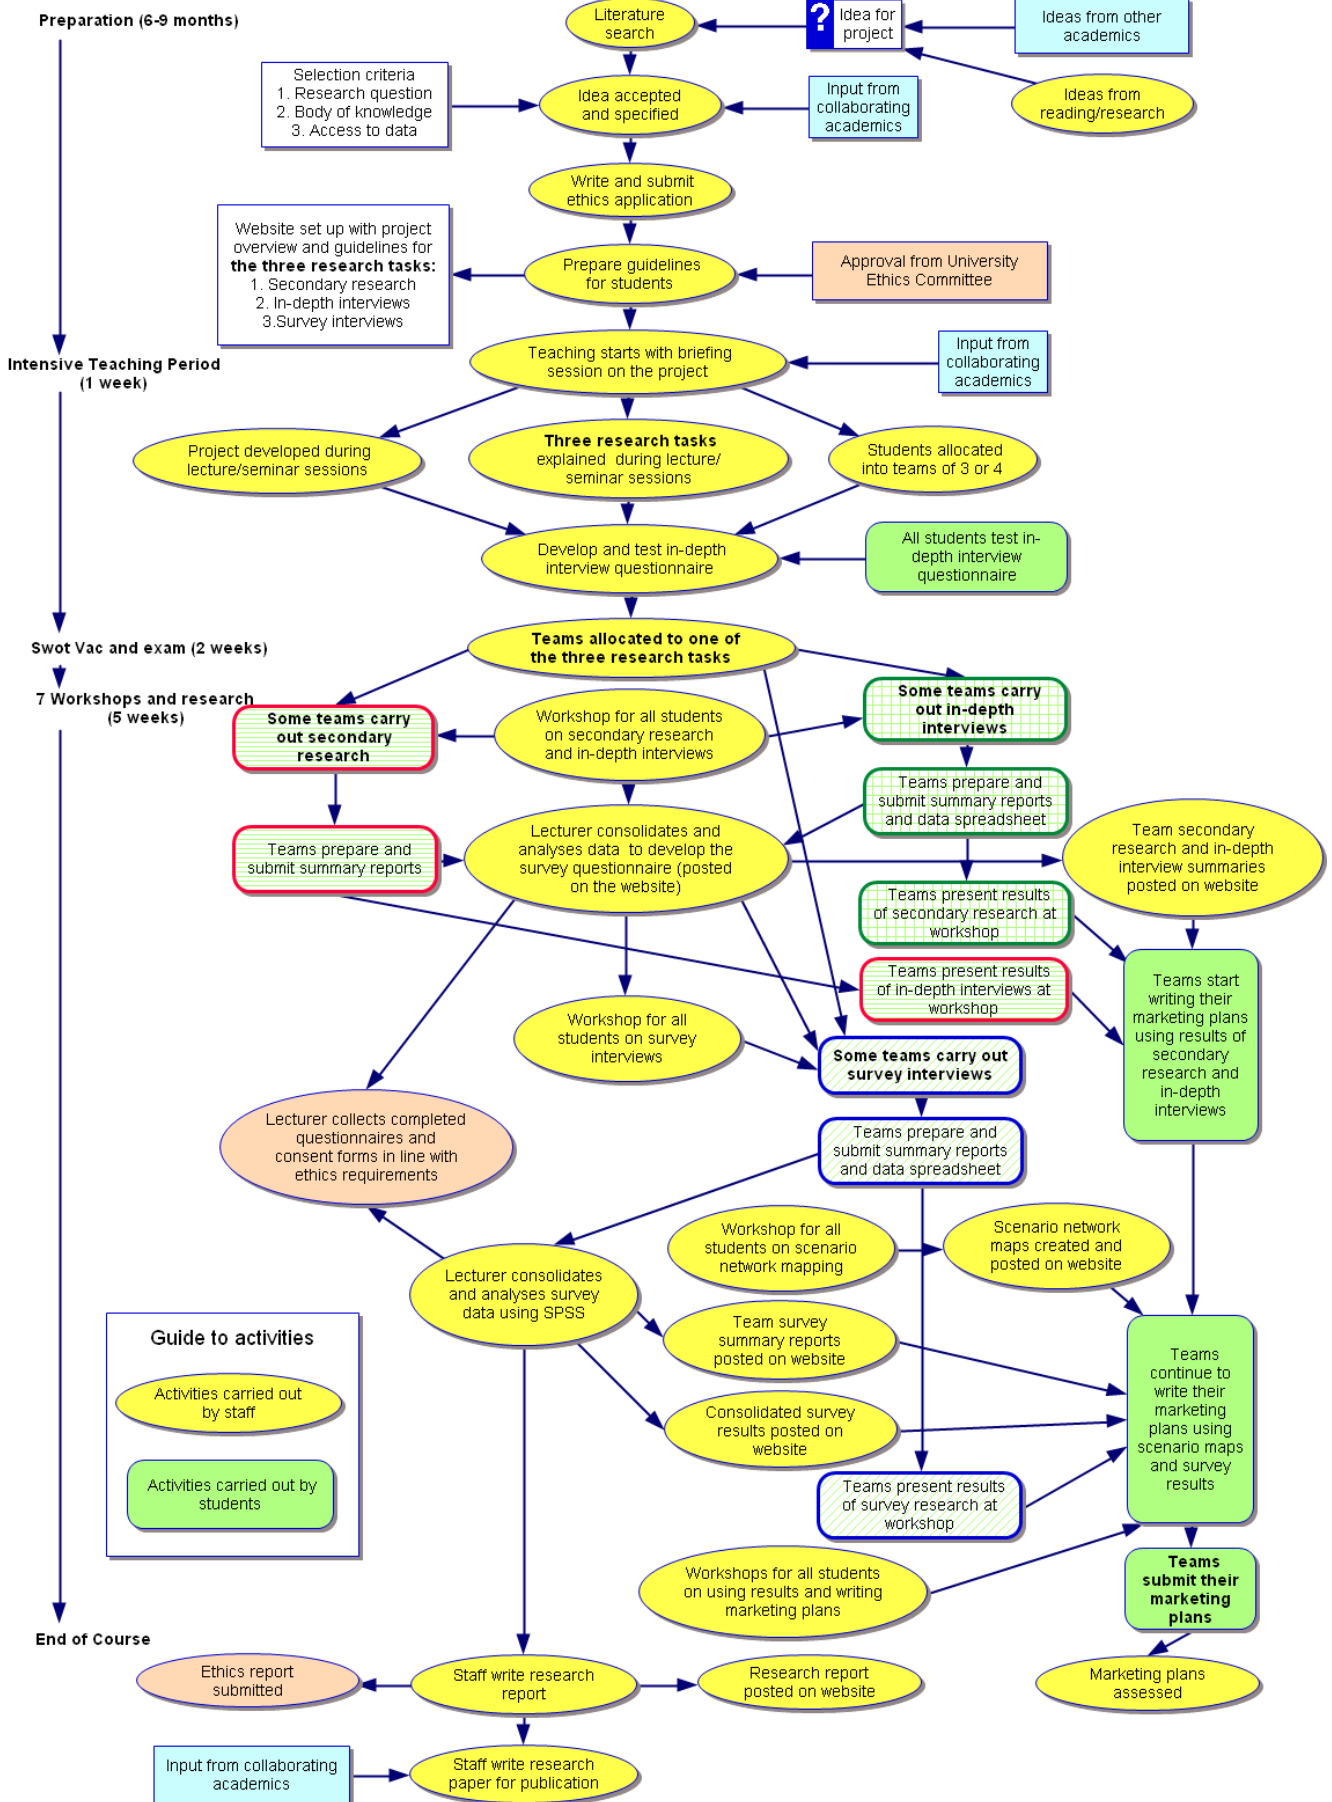 Preparation (6-9 months)
Literature
search
?
Idea for
project
Ideas from other
academics
Selection criteria
1. Research question
2. Body of knowledge
3. Access to data
Idea accepted
and specified
Input from
collaborating
academics
Ideas from
reading/research
Write and submit
ethics application
Website set up with project
overview and guidelines for
the three research tasks:
1. Secondary research
2. In-depth interviews
3.Survey interviews
Prepare guidelines
for students
Approval from University
Ethics Committee
Intensive Teaching Period
(1 week)
Teaching starts with briefing
session on the project
Input from
collaborating
academics
Project developed during
lecture/seminar sessions
Three research tasks
explained during lecture/
seminar sessions
Students allocated
into teams of 3 or 4
Develop and test in-depth
interview questionnaire
All students test in-
depth interview
questionnaire
Swot Vac and exam (2 weeks)
Teams allocated to one of
the three research tasks
7 Workshops and research
(5 weeks)
Some teams carry
out secondary
research
Workshop for all students
on secondary research
and in-depth interviews
Some teams carry
out in-depth
interviews
Teams prepare and
submit summary reports
and data spreadsheet
Teams prepare and
submit summary reports
Lecturer consolidates and
analyses data to develop the
survey questionnaire (posted
on the website)
Team secondary
research and in-depth
interview summaries
posted on website
Teams present results
of secondary research at
workshop
Teams present results
of in-depth interviews at
workshop
Teams start
writing their
marketing plans
using results of
secondary
research and
in-depth
interviews
Workshop for all
students on survey
interviews
Some teams carry out
survey interviews
Lecturer collects completed
questionnaires and
consent forms in line with
ethics requirements
Teams prepare and
submit summary reports
and data spreadsheet
Workshop for all
students on scenario
network mapping
Scenario network
maps created and
posted on website
Lecturer consolidates
and analyses survey
data using SPSS
Team survey
summary reports
posted on website
Consolidated survey
results posted on
website
Teams
continue to
write their
marketing
plans using
scenario maps
and survey
results
Guide to activities
Activities carried out
by staff
Activities carried out by
students
Teams present results
of survey research at
workshop
Workshops for all students
on using results and writing
marketing plans
Teams
submit their
marketing
plans
End of Course
Ethics report
submitted
Staff write research
report
Research report
posted on website
Marketing plans
assessed
Input from collaborating
academics
Staff write research
paper for publication